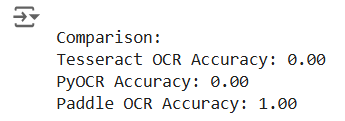 Comparison:
Tesseract OCR Accuracy: 0.00
PyOCR Accuracy: 0.00
Paddle OCR Accuracy: 1.00